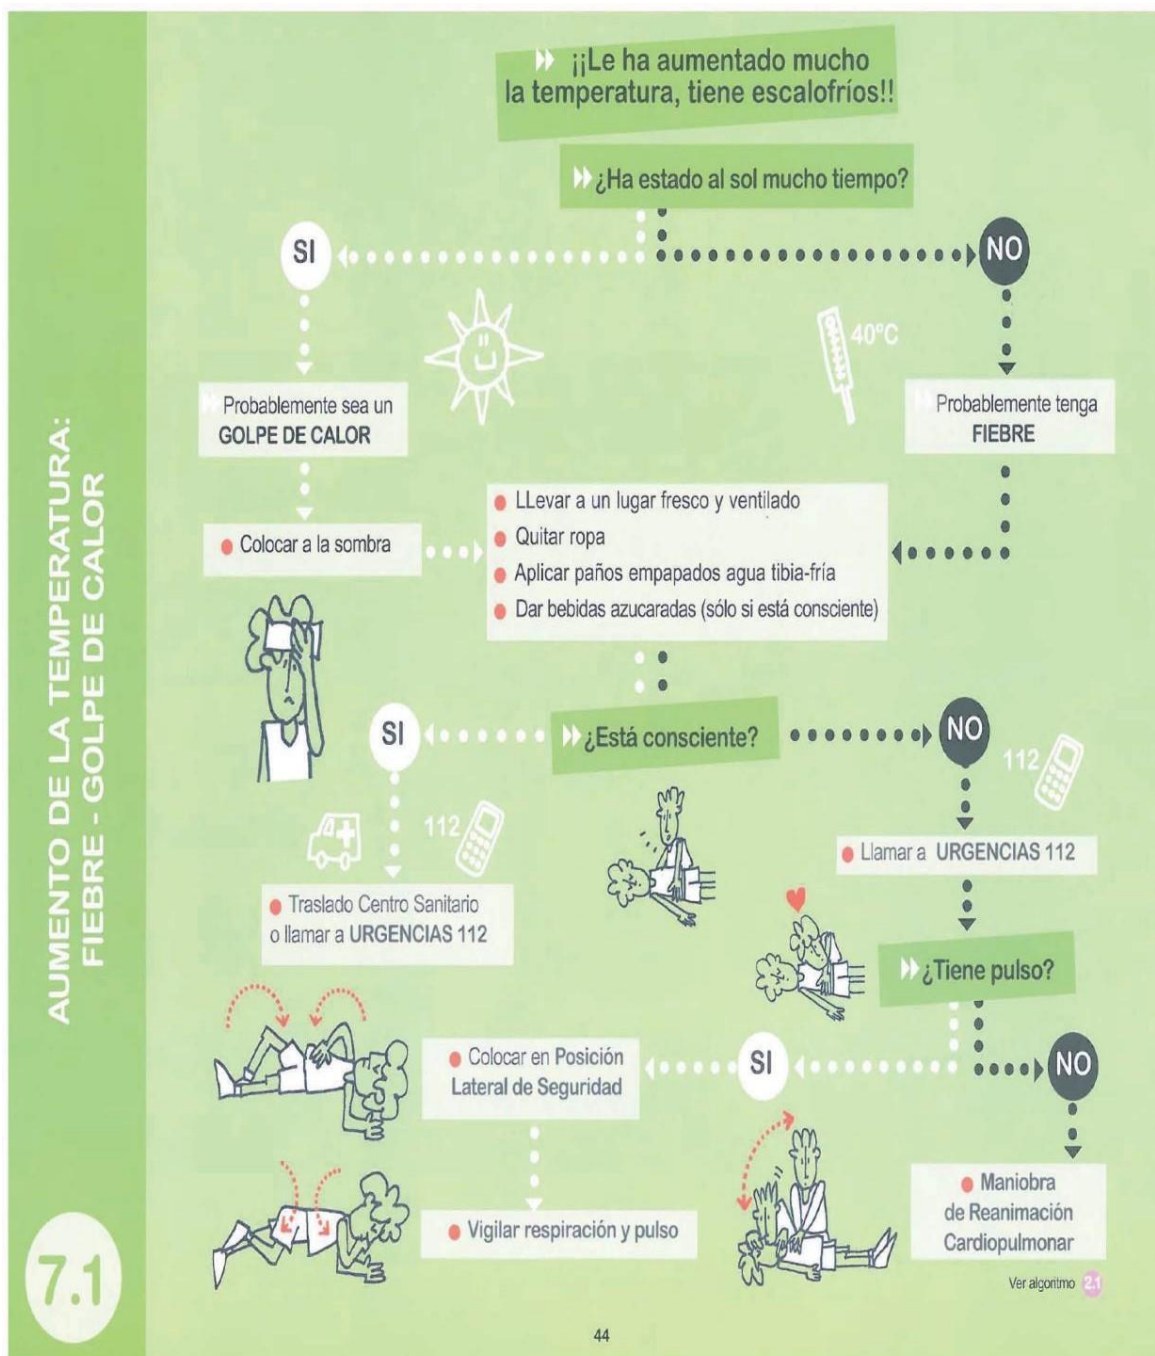 AUMENTO DE LA TEMPERATURA:
FIEBRE - GOLPE DE CALOR
7.1
¡¡Le ha aumentado mucho
la temperatura, tiene escalofríos!!
¿Ha estado al sol mucho tiempo?
SI
NO
40ºC
Probablemente sea un
GOLPE DE CALOR
Probablemente tenga
FIEBRE
Colocar a la sombra
LLevar a un lugar fresco y ventilado
Quitar ropa
Aplicar paños empapados agua tibia-fría
Dar bebidas azucaradas (sólo si está consciente)
¿Está consciente?
SI
NO
112
112
Traslado Centro Sanitario
o llamar a URGENCIAS 112
Llamar a URGENCIAS 112
¿Tiene pulso?
SI
NO
Colocar en Posición
Lateral de Seguridad
Vigilar respiración y pulso
Maniobra
de Reanimación
Cardiopulmonar
Ver algoritmo 2.1
44